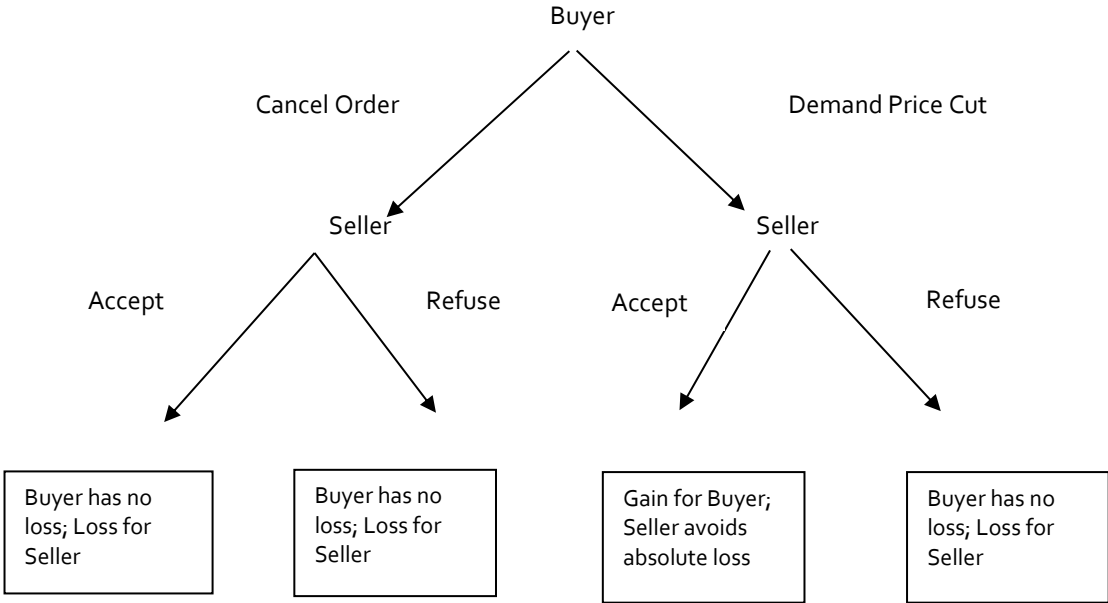 Buyer
Cancel Order
Demand Price Cut
Seller
Seller
Accept
Refuse
Accept
Refuse
Buyer has no
loss; Loss for
Seller
Buyer has no
loss; Loss for
Seller
Gain for Buyer;
Seller avoids
absolute loss
Buyer has no
loss; Loss for
Seller